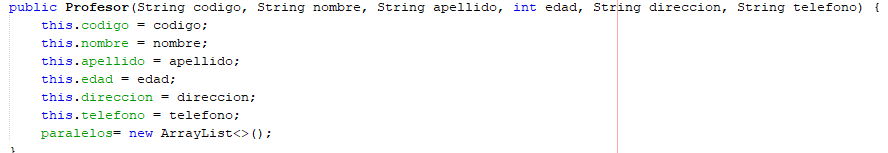 public Profesor(String codigo, String nombre, String apellido, int edad, String direccion, String telefono) {
this.codigo = codigo;
this.nombre = nombre;
this.apellido = apellido;
this.edad = edad;
this.direccion = direccion;
this.telefono = telefono;
paralelos= new ArrayList<>();
}